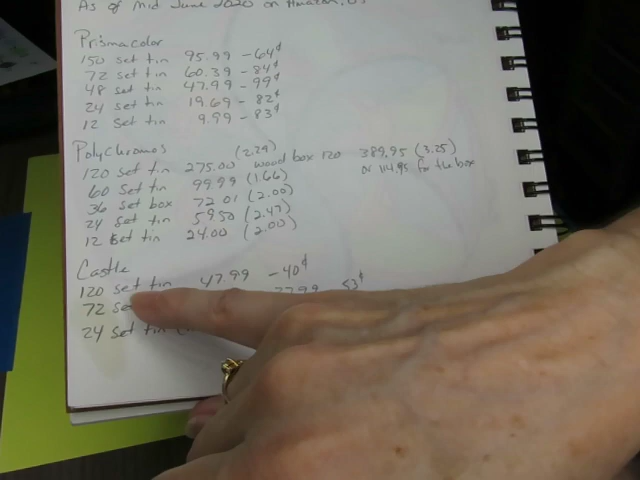 As of Mid June 2020 on Amazon, US
Prismacolor
150 set tin 95.99 - 64¢
72 set tin 60.39 - 84¢
48 set tin 47.99 - 99¢
24 set tin 19.69 - 82¢
12 set tin 9.99 - 83¢
Polychromos
120 set tin 275.00 (2.29) wood box 120 389.95 (3.25)
or 114.95 for the box
60 set tin 99.99 (1.66)
36 set box 72.01 (2.00)
24 set tin 59.50 (2.47)
12 set tin 24.00 (2.00)
Castle
120 set tin 47.99 - 40¢
72 set 37.99 53¢
24 set tin